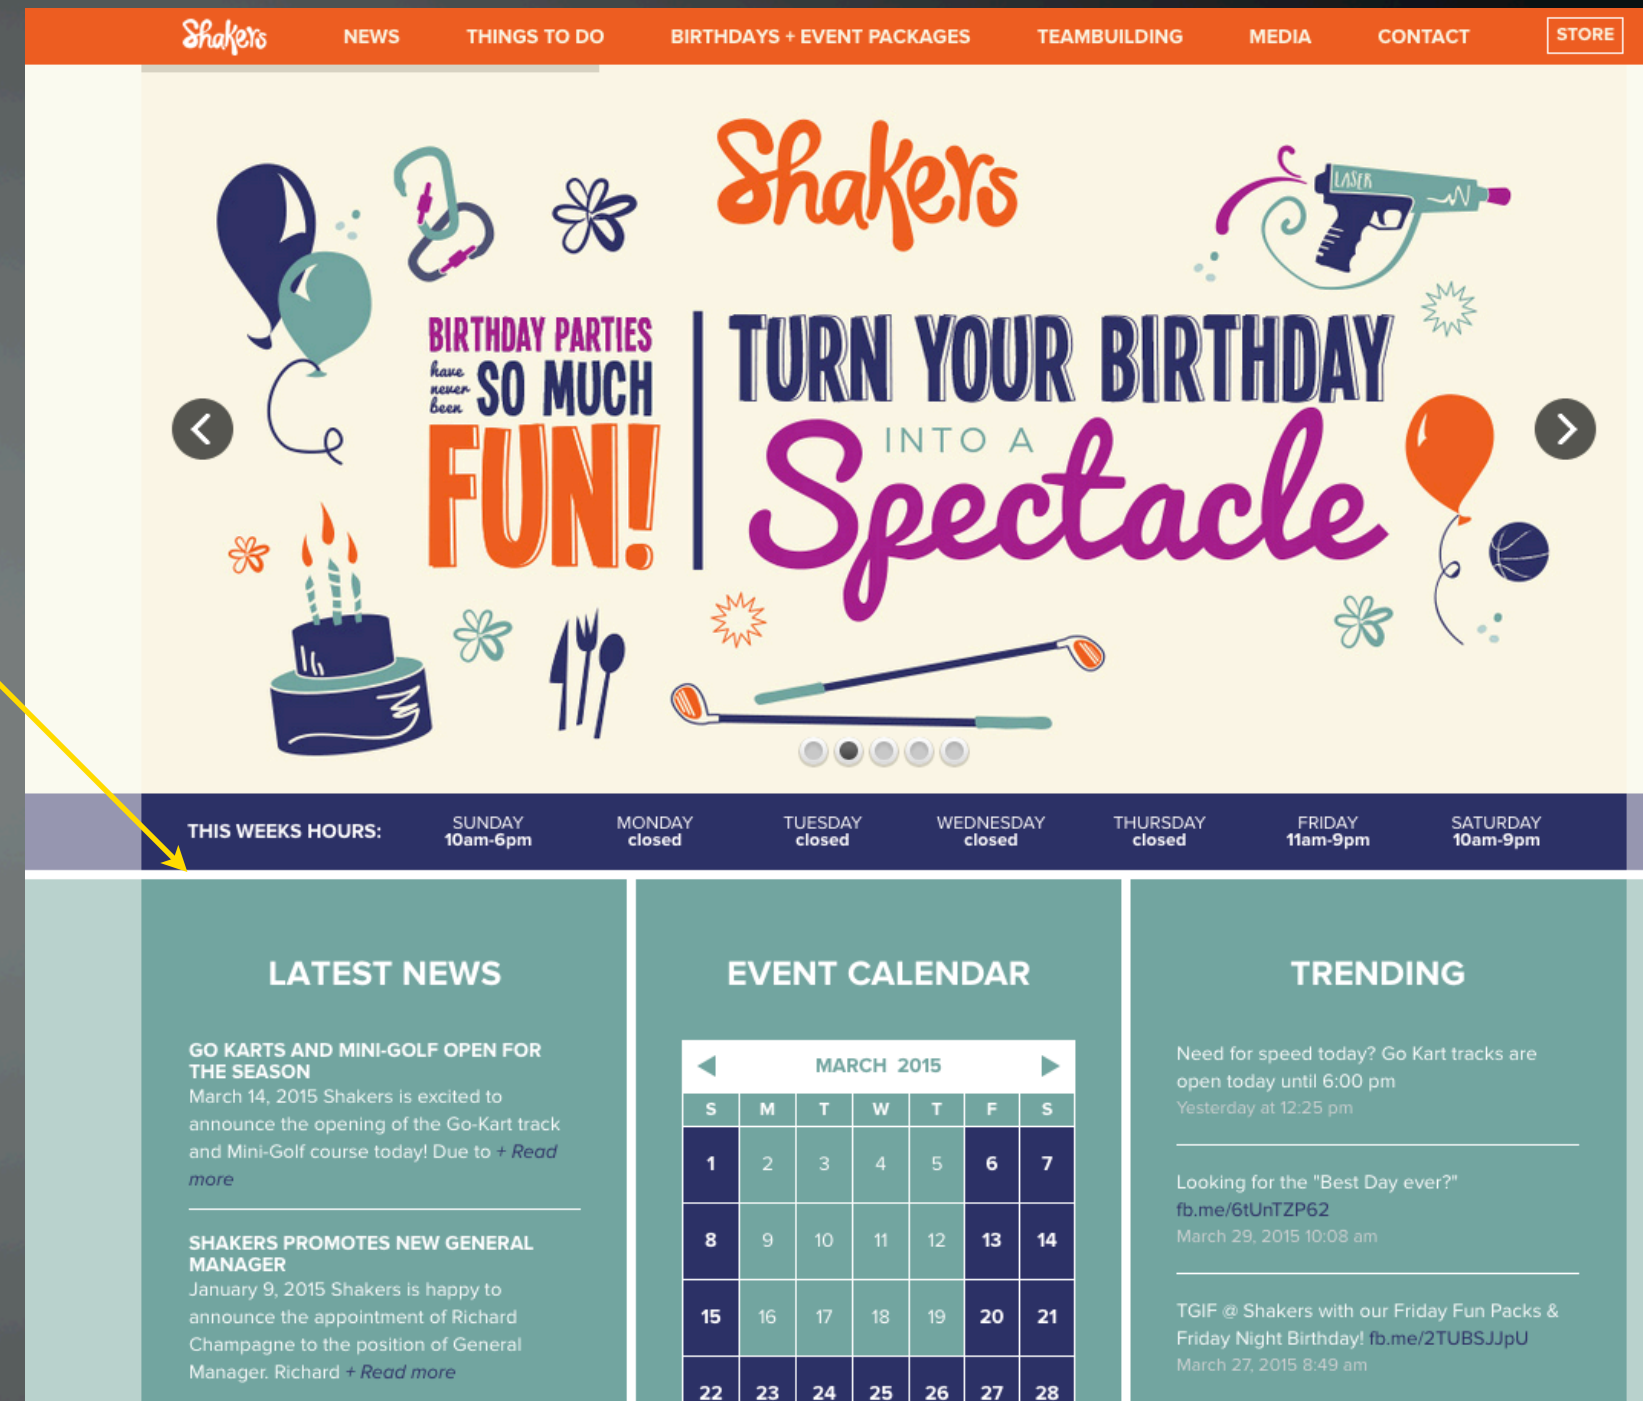 Shakers NEWS THINGS TO DO BIRTHDAYS + EVENT PACKAGES TEAMBUILDING MEDIA CONTACT STORE
Shakers
LASER
BIRTHDAY PARTIES
have
never
been
SO MUCH
FUN!
TURN YOUR BIRTHDAY
INTO A
Spectacle
THIS WEEKS HOURS:
SUNDAY
10am-6pm
MONDAY
closed
TUESDAY
closed
WEDNESDAY
closed
THURSDAY
closed
FRIDAY
11am-9pm
SATURDAY
10am-9pm
LATEST NEWS
GO KARTS AND MINI-GOLF OPEN FOR
THE SEASON
March 14, 2015 Shakers is excited to
announce the opening of the Go-Kart track
and Mini-Golf course today! Due to + Read
more
SHAKERS PROMOTES NEW GENERAL
MANAGER
January 9, 2015 Shakers is happy to
announce the appointment of Richard
Champagne to the position of General
Manager. Richard + Read more
EVENT CALENDAR
MARCH 2015
S M T W T F S
1 2 3 4 5 6 7
8 9 10 11 12 13 14
15 16 17 18 19 20 21
22 23 24 25 26 27 28
TRENDING
Need for speed today? Go Kart tracks are
open today until 6:00 pm
Yesterday at 12:25 pm
Looking for the "Best Day ever?"
fb.me/6tUnTZP62
March 29, 2015 10:08 am
TGIF @ Shakers with our Friday Fun Packs &
Friday Night Birthday! fb.me/2TUBSJJpU
March 27, 2015 8:49 am